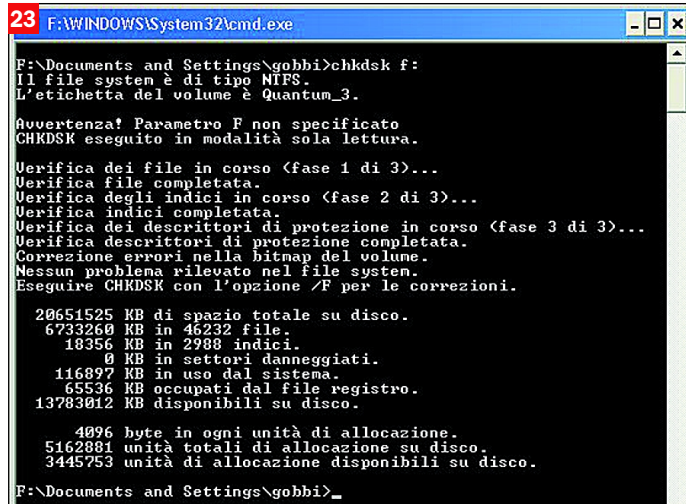 23
F:\WINDOWS\System32\cmd.exe
F:\Documents and Settings\gobbi>chkdsk f:
Il file system è di tipo NTFS.
L'etichetta del volume è Quantum_3.
Avvertenza! Parametro F non specificato
CHKDSK eseguito in modalità sola lettura.
Verifica dei file in corso (fase 1 di 3)...
Verifica file completata.
Verifica degli indici in corso (fase 2 di 3)...
Verifica indici completata.
Verifica dei descrittori di protezione in corso (fase 3 di 3)...
Verifica descrittori di protezione completata.
Correzione errori nella bitmap del volume.
Nessun problema rilevato nel file system.
Eseguire CHKDSK con l'opzione /F per le correzioni.
20651525 KB di spazio totale su disco.
6733260 KB in 46232 file.
18356 KB in 2988 indici.
0 KB in settori danneggiati.
116897 KB in uso dal sistema.
65536 KB occupati dal file registro.
13783012 KB disponibili su disco.
4096 byte in ogni unità di allocazione.
5162881 unità totali di allocazione su disco.
3445753 unità di allocazione disponibili su disco.
F:\Documents and Settings\gobbi>_